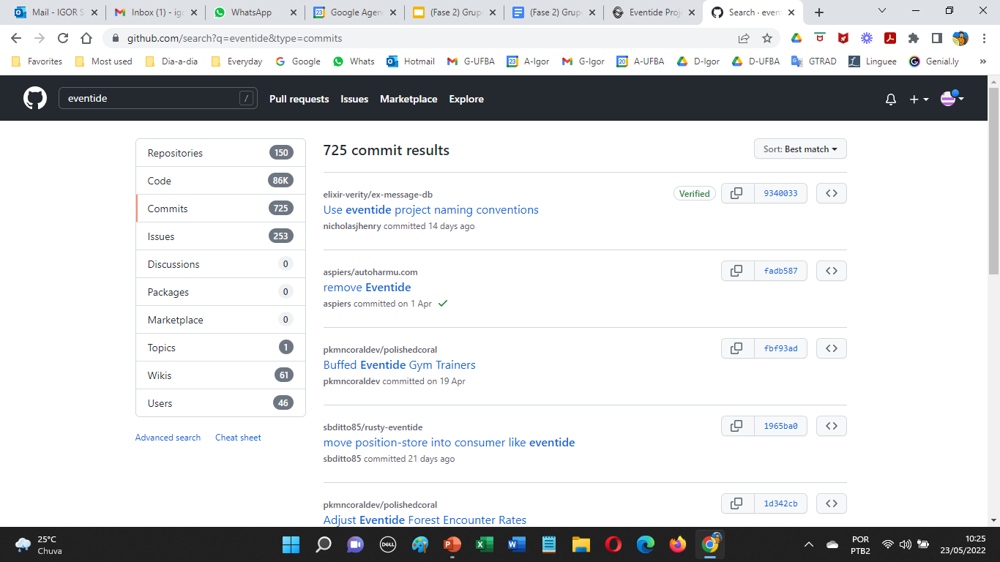 Mail - IGOR S
Inbox (1) - ig
WhatsApp
Google Agen
(Fase 2) Grup
(Fase 2) Grup
Eventide Proj
Search · even
github.com/search?q=eventide&type=commits
Favorites
Most used
Dia-a-dia
Everyday
Google
Whats
Hotmail
G-UFBA
A-Igor
G-Igor
A-UFBA
D-Igor
D-UFBA
GTRAD
Linguee
Genial.ly
»
eventide
/
Pull requests
Issues
Marketplace
Explore
Repositories 150
Code 86K
Commits 725
Issues 253
Discussions 0
Packages 0
Marketplace 0
Topics 1
Wikis 61
Users 46
Advanced search
Cheat sheet
725 commit results
Sort: Best match
elixir-verity/ex-message-db
Use eventide project naming conventions
nicholasjhenry committed 14 days ago
Verified
9340033
aspiers/autoharmu.com
remove Eventide
aspiers committed on 1 Apr
fadb587
pkmncoraldev/polishedcoral
Buffed Eventide Gym Trainers
pkmncoraldev committed on 19 Apr
fbf93ad
sbditto85/rusty-eventide
move position-store into consumer like eventide
sbditto85 committed 21 days ago
1965ba0
pkmncoraldev/polishedcoral
Adjust Eventide Forest Encounter Rates
1d342cb
25°C
Chuva
DELL
POR
PTB2
10:25
23/05/2022